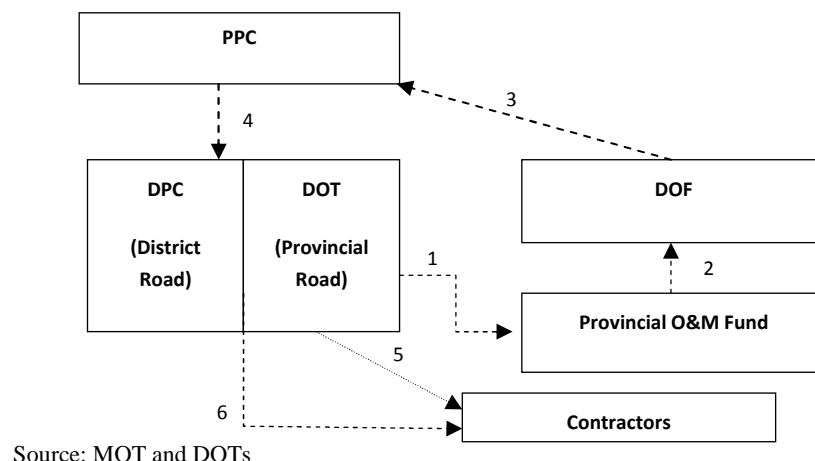 PPC
3
4
DPC
(District
Road)
DOT
(Provincial
Road)
DOF
1
2
Provincial O&M Fund
5
6
Contractors
Source: MOT and DOTs